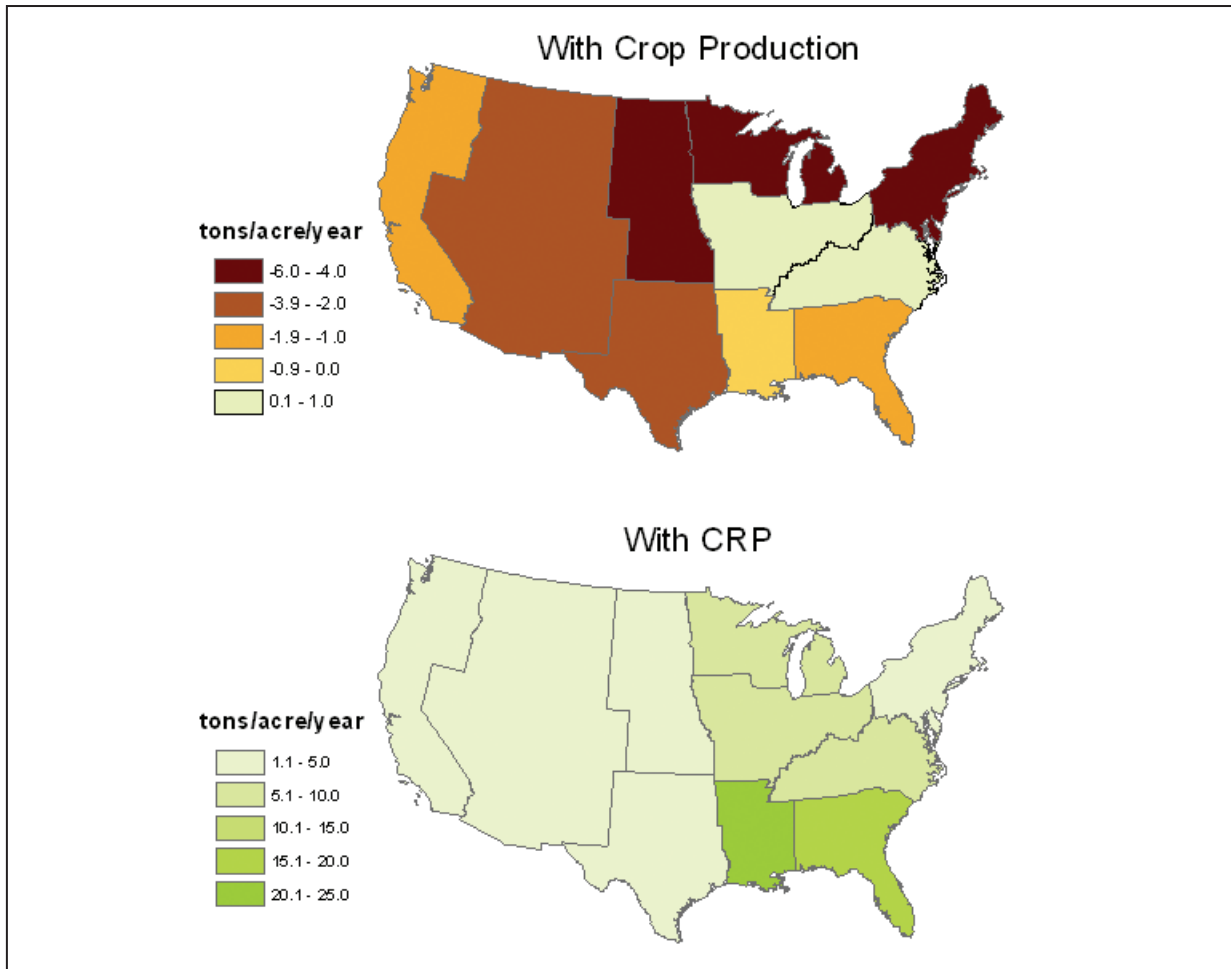 With Crop Production
tons/acre/year
-6.0 - -4.0
-3.9 - -2.0
-1.9 - -1.0
-0.9 - 0.0
0.1 - 1.0
With CRP
tons/acre/year
1.1 - 5.0
5.1 - 10.0
10.1 - 15.0
15.1 - 20.0
20.1 - 25.0